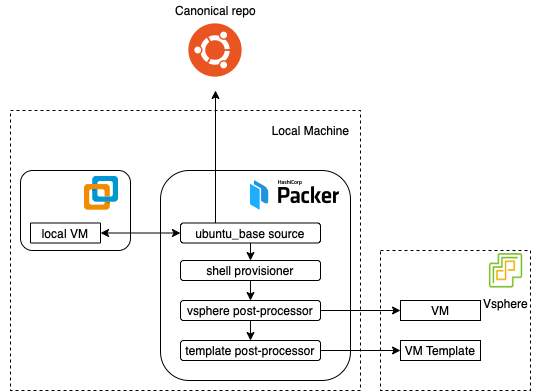 Canonical repo
Local Machine
HashiCorp
Packer
local VM
ubuntu_base source
shell provisioner
vsphere post-processor
template post-processor
Vsphere
VM
VM Template